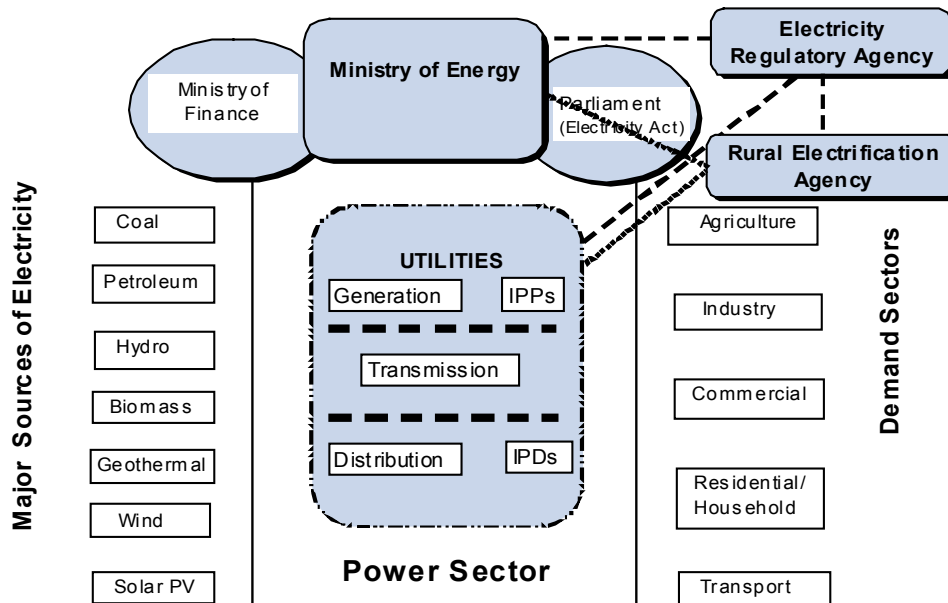 Ministry of
Finance
Ministry of Energy
Parliament
(Electricity Act)
Electricity
Regulatory Agency
Rural Electrification
Agency
Major Sources of Electricity
Coal
Petroleum
Hydro
Biomass
Geothermal
Wind
Solar PV
UTILITIES
Generation
IPPs
Transmission
Distribution
IPDs
Power Sector
Agriculture
Industry
Commercial
Residential/
Household
Transport
Demand Sectors